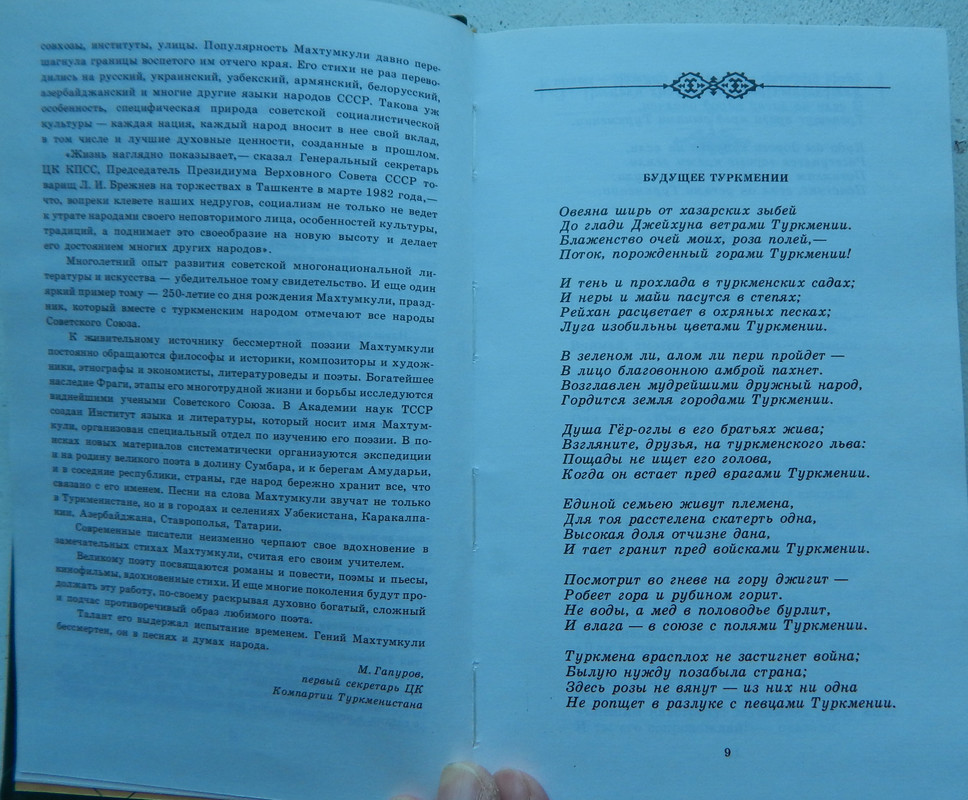 совхозы, институты, улицы. Популярность Махтумкули давно пере-
шагнула границы воспетого им отчего края. Его стихи не раз перево-
дились на русский, украинский, узбекский, армянский, белорусский,
азербайджанский и многие другие языки народов СССР. Такова уж
особенность, специфическая природа советской социалистической
культуры — каждая нация, каждый народ вносит в нее свой вклад,
в том числе и лучшие духовные ценности, созданные в прошлом.
«Жизнь наглядно показывает,— сказал Генеральный секретарь
ЦК КПСС, Председатель Президиума Верховного Совета СССР то-
варищ Л. И. Брежнев на торжествах в Ташкенте в марте 1982 года,—
что, вопреки клевете наших недругов, социализм не только не ведет
к утрате народами своего неповторимого лица, особенностей культуры,
традиций, а поднимает это своеобразие на новую высоту и делает
его достоянием многих других народов».
Многолетний опыт развития советской многонациональной ли-
тературы и искусства — убедительное тому свидетельство. И еще один
яркий пример тому — 250-летие со дня рождения Махтумкули, празд-
ник, который вместе с туркменским народом отмечают все народы
Советского Союза.
К живительному источнику бессмертной поэзии Махтумкули
постоянно обращаются философы и историки, композиторы и худож-
ники, этнографы и экономисты, литературоведы и поэты. Богатейшее
наследие Фраги, этапы его многотрудной жизни и борьбы исследуются
виднейшими учеными Советского Союза. В Академии наук ТССР
создан Институт языка и литературы, который носит имя Махтум-
кули, организован специальный отдел по изучению его поэзии. В по-
исках новых материалов систематически организуются экспедиции
и на родину великого поэта в долину Сумбара, и к берегам Амударьи,
и в соседние республики, страны, где народ бережно хранит все, что
связано с его именем. Песни на слова Махтумкули звучат не только
в Туркменистане, но и в городах и селениях Узбекистана, Каракалпа-
кии, Азербайджана, Ставрополья, Татарии.
Современные писатели неизменно черпают свое вдохновение в
замечательных стихах Махтумкули, считая его своим учителем.
Великому поэту посвящаются романы и повести, поэмы и пьесы,
кинофильмы, вдохновенные стихи. И еще многие поколения будут про-
должать эту работу, по-своему раскрывая духовно богатый, сложный
и подчас противоречивый образ любимого поэта.
Талант его выдержал испытание временем. Гений Махтумкули
бессмертен, он в песнях и думах народа.
М. Гапуров,
первый секретарь ЦК
Компартии Туркменистана
БУДУЩЕЕ ТУРКМЕНИИ
Овеяна ширь от хазарских зыбей
До глади Джейхуна ветрами Туркмении.
Блаженство очей моих, роза полей,—
Поток, порожденный горами Туркмении!
И тень и прохлада в туркменских садах;
И неры и майи пасутся в степях;
Рейхан расцветает в охряных песках;
Луга изобильны цветами Туркмении.
В зеленом ли, алом ли пери пройдет —
В лицо благовонною амброй пахнет.
Возглавлен мудрейшими дружный народ,
Гордится земля городами Туркмении.
Душа Гёр-оглы в его братьях жива;
Взгляните, друзья, на туркменского льва:
Пощады не ищет его голова,
Когда он встает пред врагами Туркмении.
Единой семьею живут племена,
Для тоя расстелена скатерть одна,
Высокая доля отчизне дана,
И тает гранит пред войсками Туркмении.
Посмотрит во гневе на гору джигит —
Робеет гора и рубином горит.
Не воды, а мед в половодье бурлит,
И влага — в союзе с полями Туркмении.
Туркмена врасплох не застигнет война;
Былую нужду позабыла страна;
Здесь розы не вянут — из них ни одна
Не ропщет в разлуке с певцами Туркмении.
9